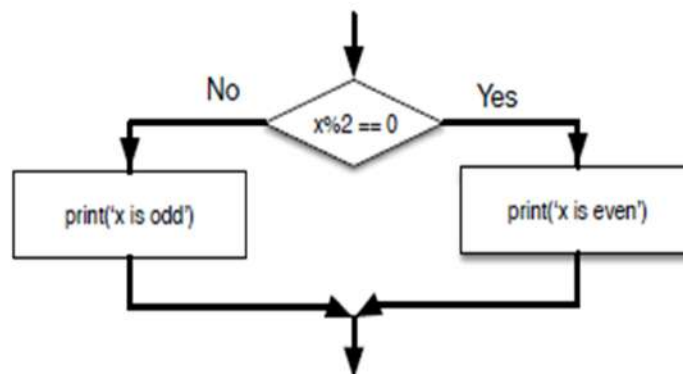 No
Yes
x%2 == 0
print(‘x is odd’)
print(‘x is even’)